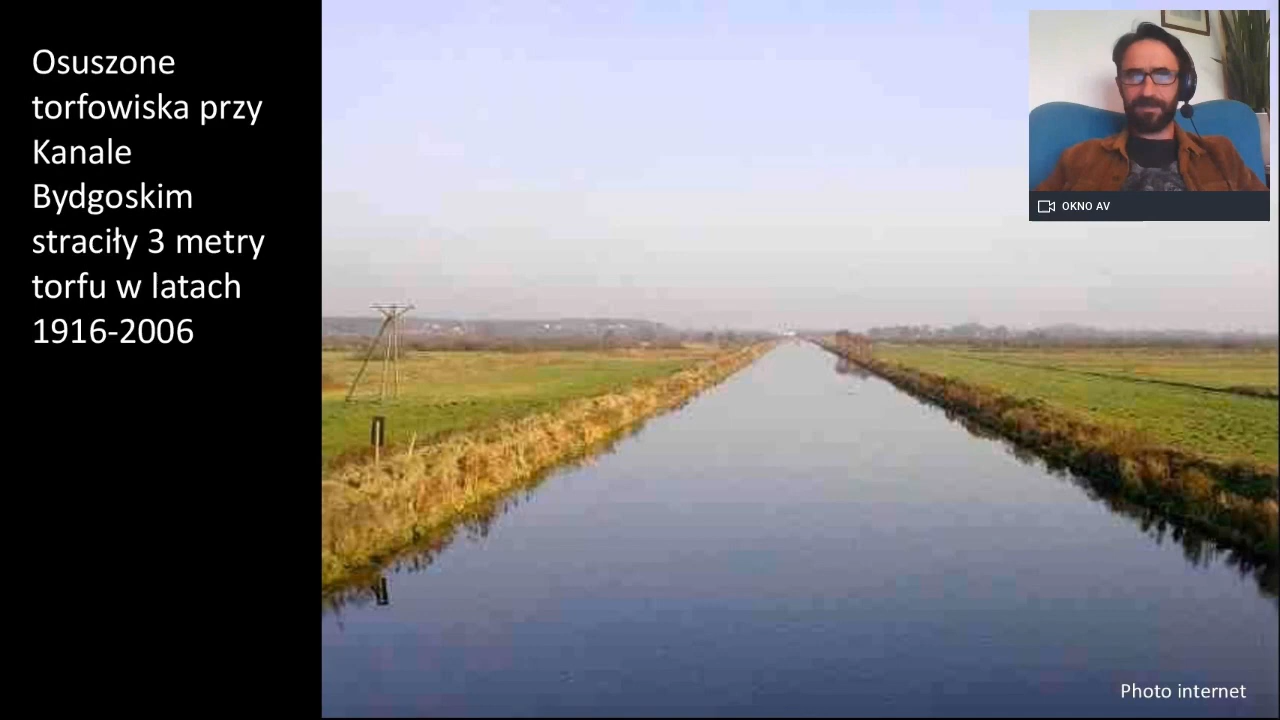 Osuszone
torfowiska przy
Kanale
Bydgoskim
straciły 3 metry
torfu w latach
1916-2006
OKNO AV
Photo internet